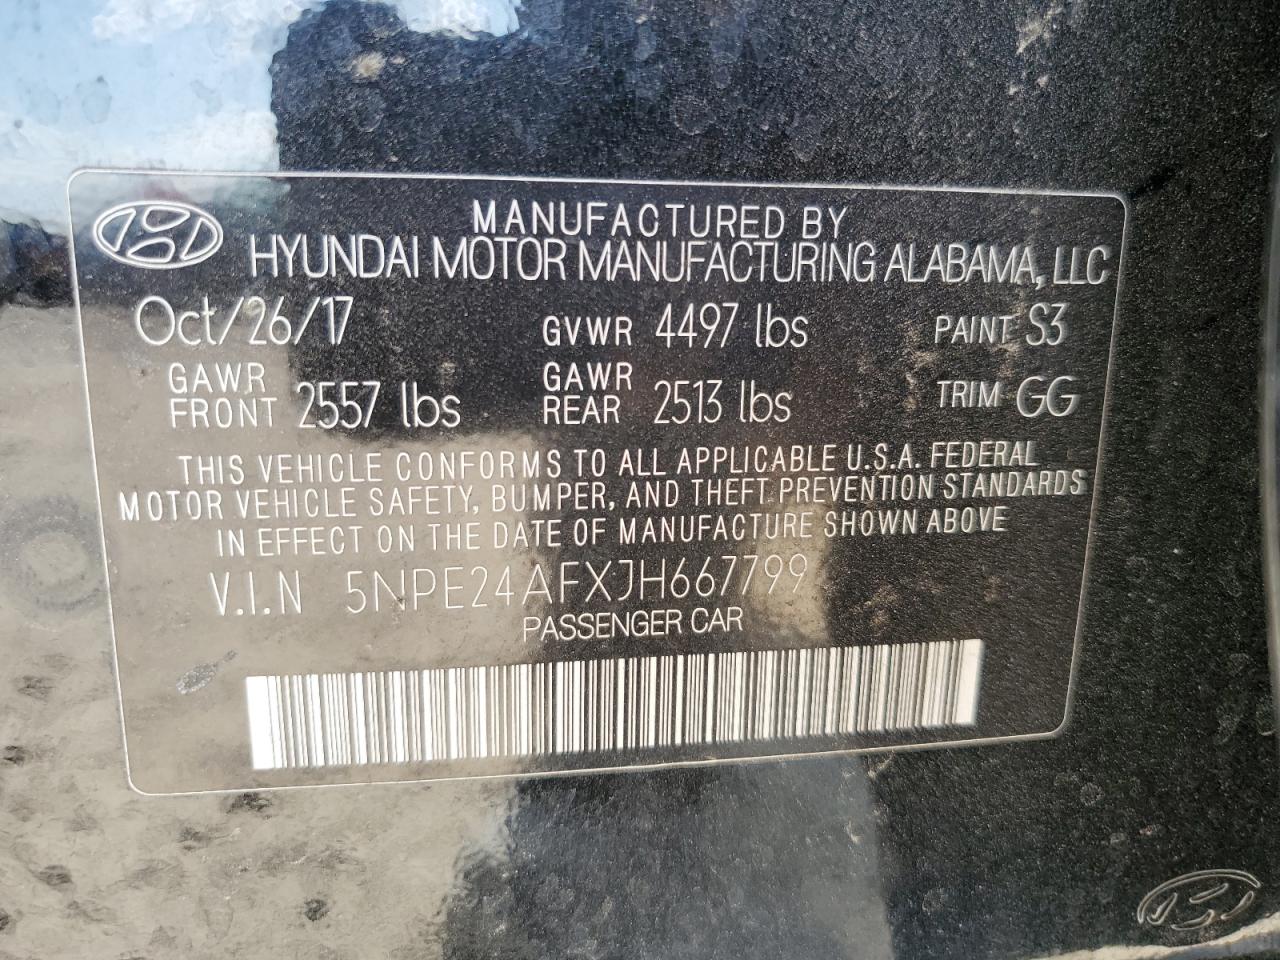 MANUFACTURED BY
HYUNDAI MOTOR MANUFACTURING ALABAMA, LLC
Oct/26/17 GVWR 4497 lbs PAINT S3
GAWR FRONT 2557 lbs GAWR REAR 2513 lbs TRIM GG
THIS VEHICLE CONFORMS TO ALL APPLICABLE U.S.A. FEDERAL
MOTOR VEHICLE SAFETY, BUMPER, AND THEFT PREVENTION STANDARDS
IN EFFECT ON THE DATE OF MANUFACTURE SHOWN ABOVE
V.I.N 5NPE24AFXJH667799
PASSENGER CAR